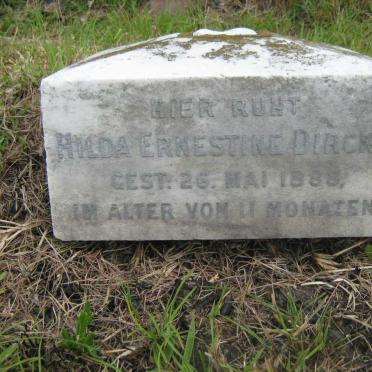 HIER RUHT
HILDA ERNESTINE DIRCK
GEST: 26. MAI 1888,
IM ALTER VON 11 MONATEN